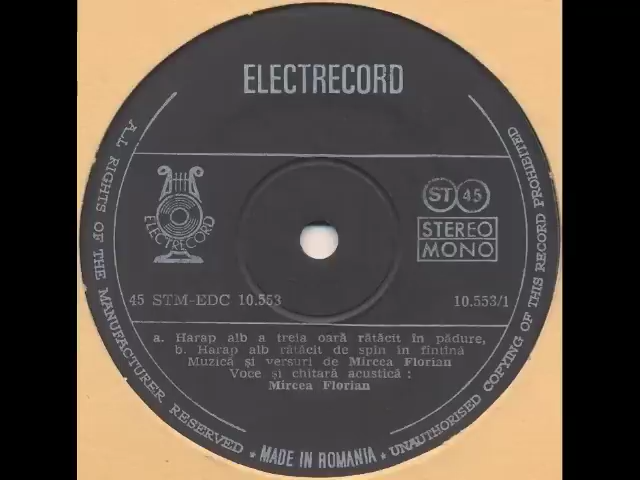 ELECTRECORD
ALL RIGHTS OF THE MANUFACTURER RESERVED * MADE IN ROMANIA * UNAUTHORISED COPYING OF THIS RECORD PROHIBITED
ELECTRECORD
ST 45
STEREO
MONO
45 STM-EDC 10.553
10.553/1
a. Harap alb a treia oară rătăcit în pădure,
b. Harap alb rătăcit de spîn în fîntînă
Muzică și versuri de Mircea Florian
Voce și chitară acustică :
Mircea Florian